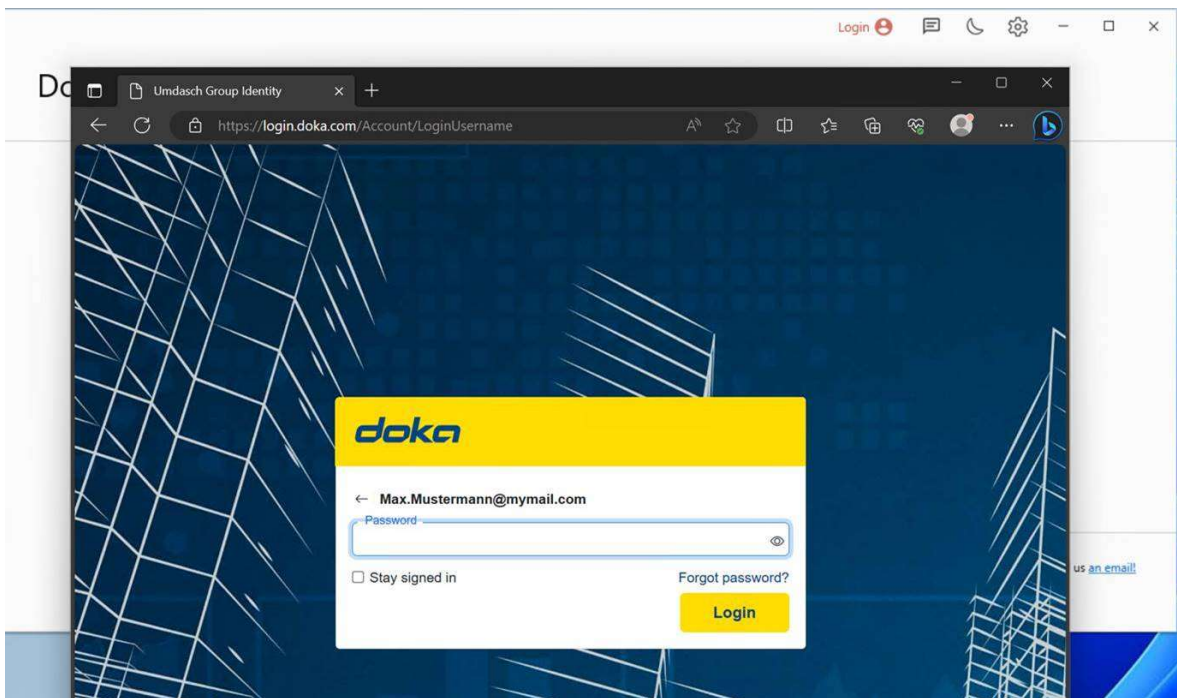 Login
Do
Umdasch Group Identity
https://login.doka.com/Account/LoginUsername
doka
← Max.Mustermann@mymail.com
Password
Stay signed in
Forgot password?
Login
us an email!